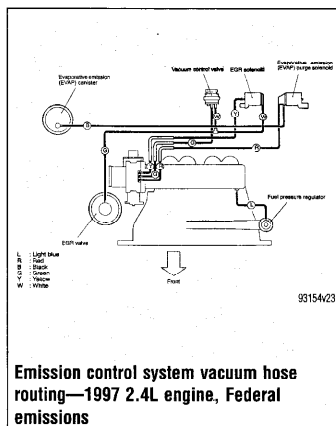 Vacuum control valve
EGR solenoid
Evaporative emission
(EVAP) purge solenoid
Evaporative emission
(EVAP) canister
B
Y
W
G
R
G
L
Fuel pressure regulator
EGR valve
L : Light blue
R : Red
B : Black
G : Green
Y : Yellow
W : White
Front
93154v23
Emission control system vacuum hose
routing—1997 2.4L engine, Federal
emissions